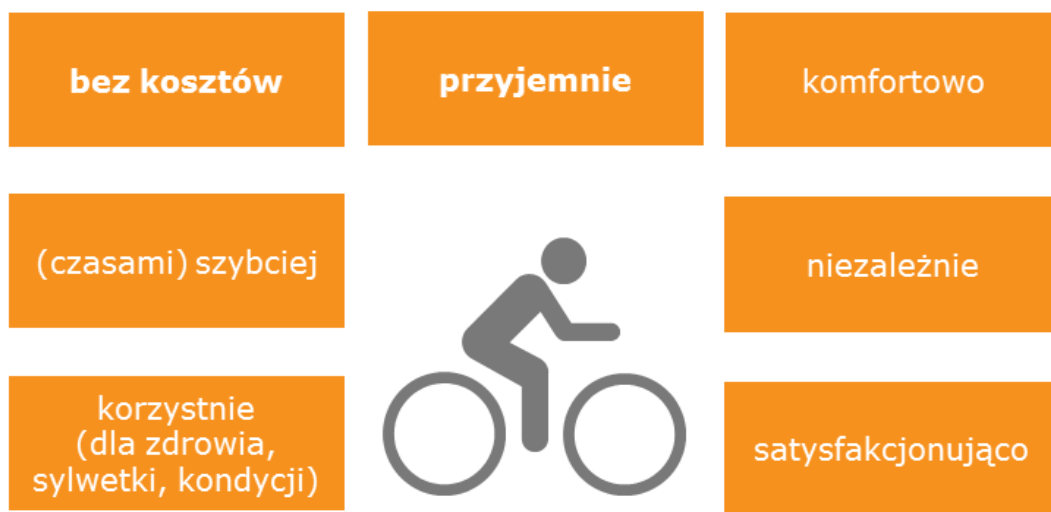 bez kosztów
przyjemnie
komfortowo
(czasami) szybciej
niezależnie
korzystnie
(dla zdrowia,
sylwetki, kondycji)
satysfakcjonująco